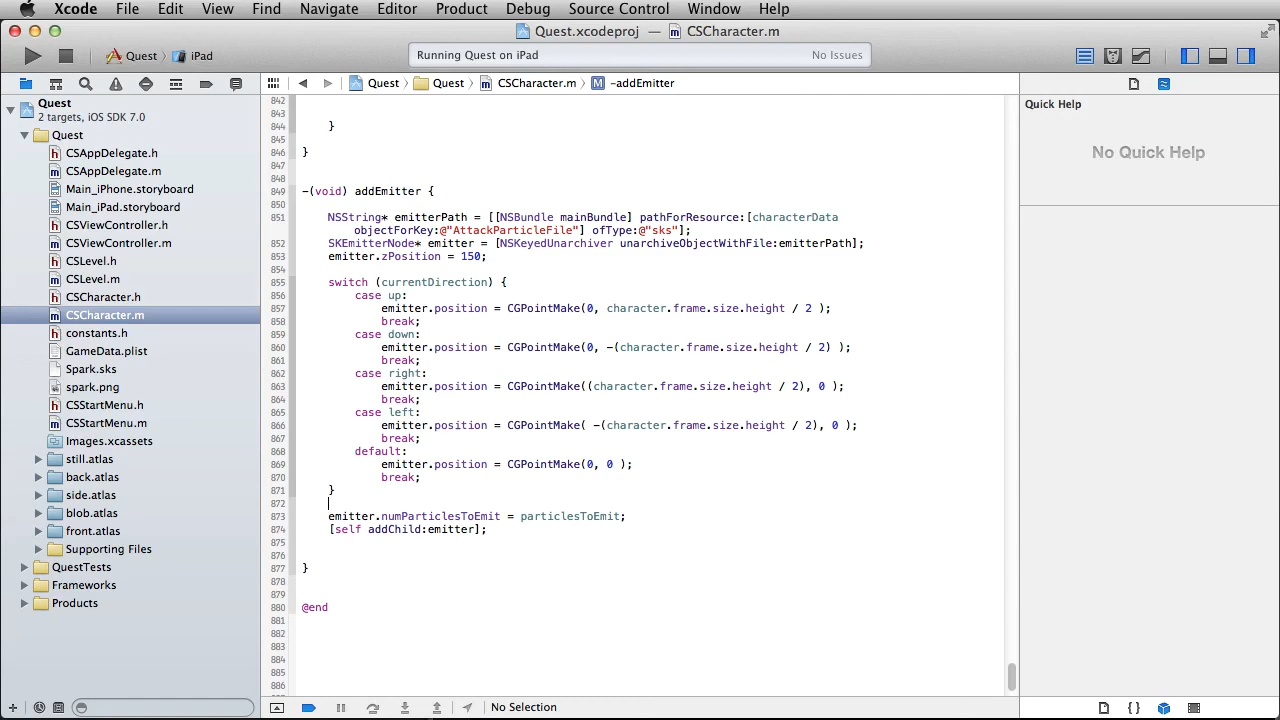 Xcode File Edit View Find Navigate Editor Product Debug Source Control Window Help
Quest.xcodeproj — CSCharacter.m
Quest iPad
Running Quest on iPad No Issues
Quest Quest CSCharacter.m M -addEmitter
Quest
2 targets, iOS SDK 7.0
Quest
h CSAppDelegate.h
m CSAppDelegate.m
Main_iPhone.storyboard
Main_iPad.storyboard
h CSViewController.h
m CSViewController.m
h CSLevel.h
m CSLevel.m
h CSCharacter.h
m CSCharacter.m
h constants.h
GameData.plist
Spark.sks
spark.png
h CSStartMenu.h
m CSStartMenu.m
Images.xcassets
still.atlas
back.atlas
side.atlas
blob.atlas
front.atlas
Supporting Files
QuestTests
Frameworks
Products
842
843
844 }
845
846 }
847
848
849 -(void) addEmitter {
850
851 NSString* emitterPath = [[NSBundle mainBundle] pathForResource:[characterData
objectForKey:@"AttackParticleFile"] ofType:@"sks"];
852 SKEmitterNode* emitter = [NSKeyedUnarchiver unarchiveObjectWithFile:emitterPath];
853 emitter.zPosition = 150;
854
855 switch (currentDirection) {
856 case up:
857 emitter.position = CGPointMake(0, character.frame.size.height / 2 );
858 break;
859 case down:
860 emitter.position = CGPointMake(0, -(character.frame.size.height / 2) );
861 break;
862 case right:
863 emitter.position = CGPointMake((character.frame.size.height / 2), 0 );
864 break;
865 case left:
866 emitter.position = CGPointMake( -(character.frame.size.height / 2), 0 );
867 break;
868 default:
869 emitter.position = CGPointMake(0, 0 );
870 break;
871 }
872
873 emitter.numParticlesToEmit = particlesToEmit;
874 [self addChild:emitter];
875
876
877 }
878
879
880 @end
881
882
883
884
885
886
Quick Help
No Quick Help
No Selection